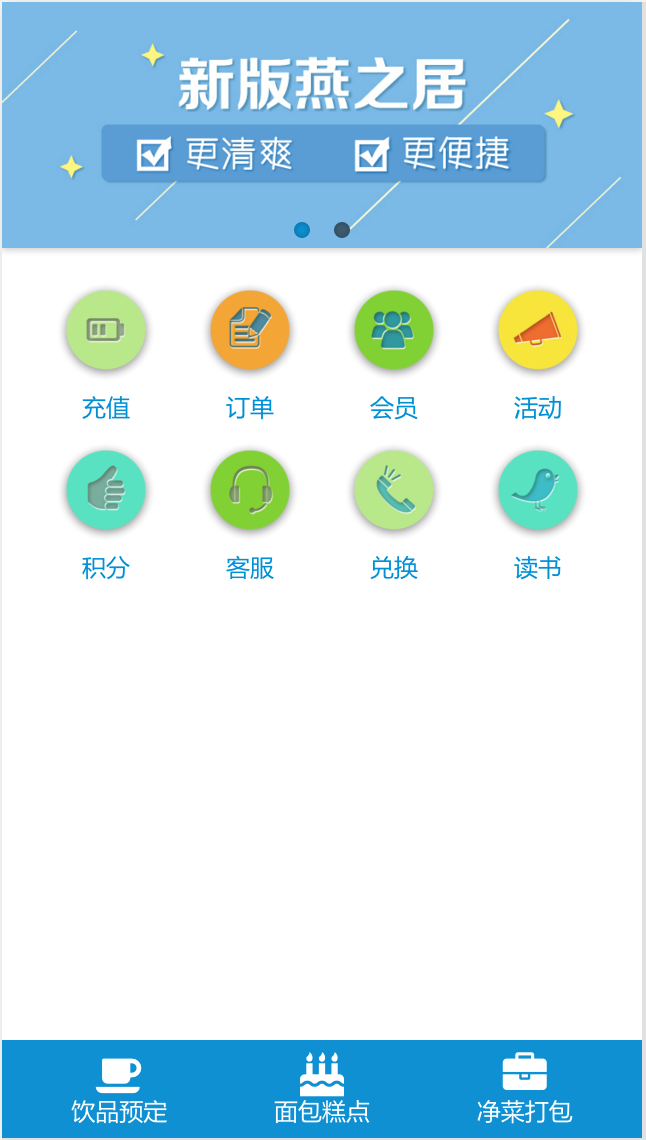 新版燕之居
更清爽 更便捷
充值 订单 会员 活动
积分 客服 兑换 读书
饮品预定 面包糕点 净菜打包